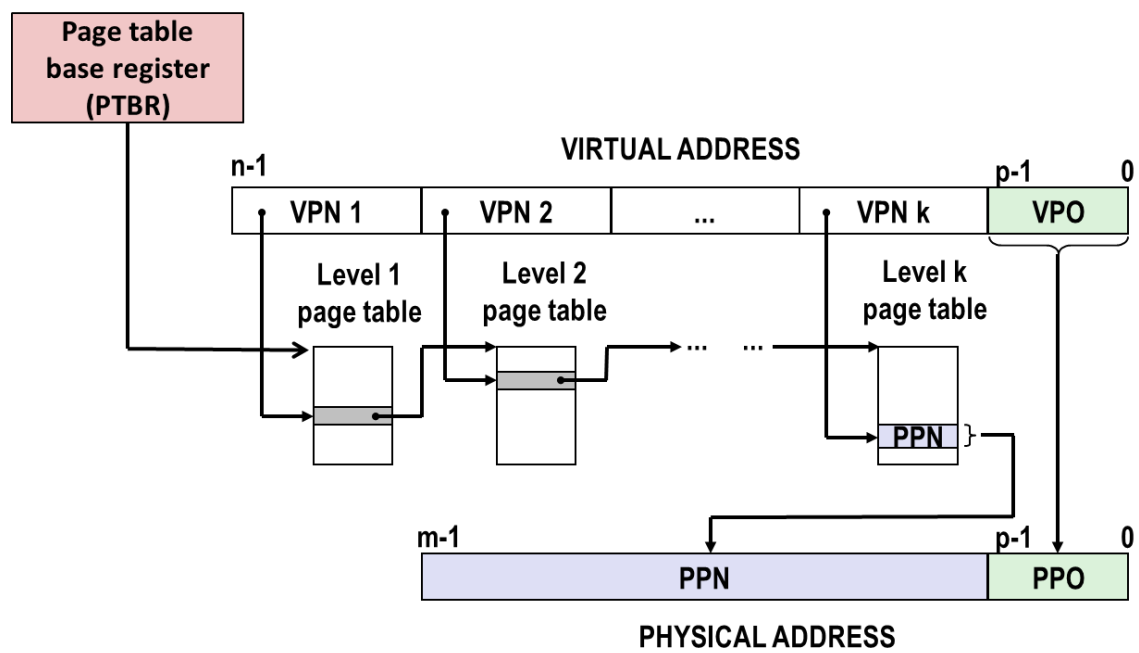 Page table
base register
(PTBR)
VIRTUAL ADDRESS
n-1
p-1
0
VPN 1
VPN 2
...
VPN k
VPO
Level 1
page table
Level 2
page table
Level k
page table
...
...
PPN
m-1
p-1
0
PPN
PPO
PHYSICAL ADDRESS